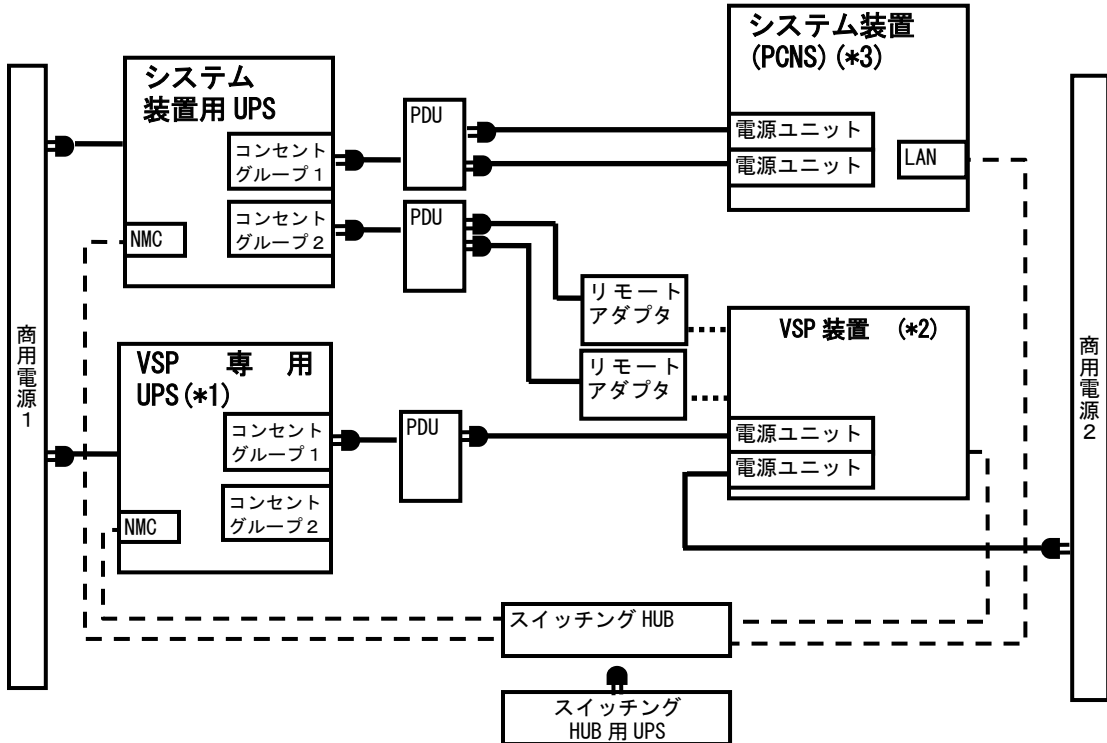 システム
装置用 UPS
コンセント
グループ1
コンセント
グループ2
NMC
PDU
PDU
システム装置
(PCNS) (*3)
電源ユニット
電源ユニット
LAN
リモート
アダプタ
リモート
アダプタ
商用電源1
VSP 専用
UPS (*1)
コンセント
グループ1
コンセント
グループ2
NMC
PDU
VSP 装置 (*2)
電源ユニット
電源ユニット
商用電源2
スイッチング HUB
スイッチング
HUB 用 UPS